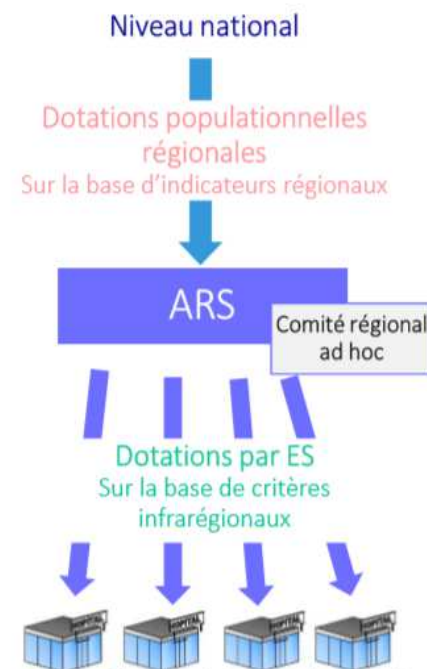 Niveau national
Dotations populationnelles
régionales
Sur la base d'indicateurs régionaux
ARS
Comité régional
ad hoc
Dotations par ES
Sur la base de critères
infrarégionaux